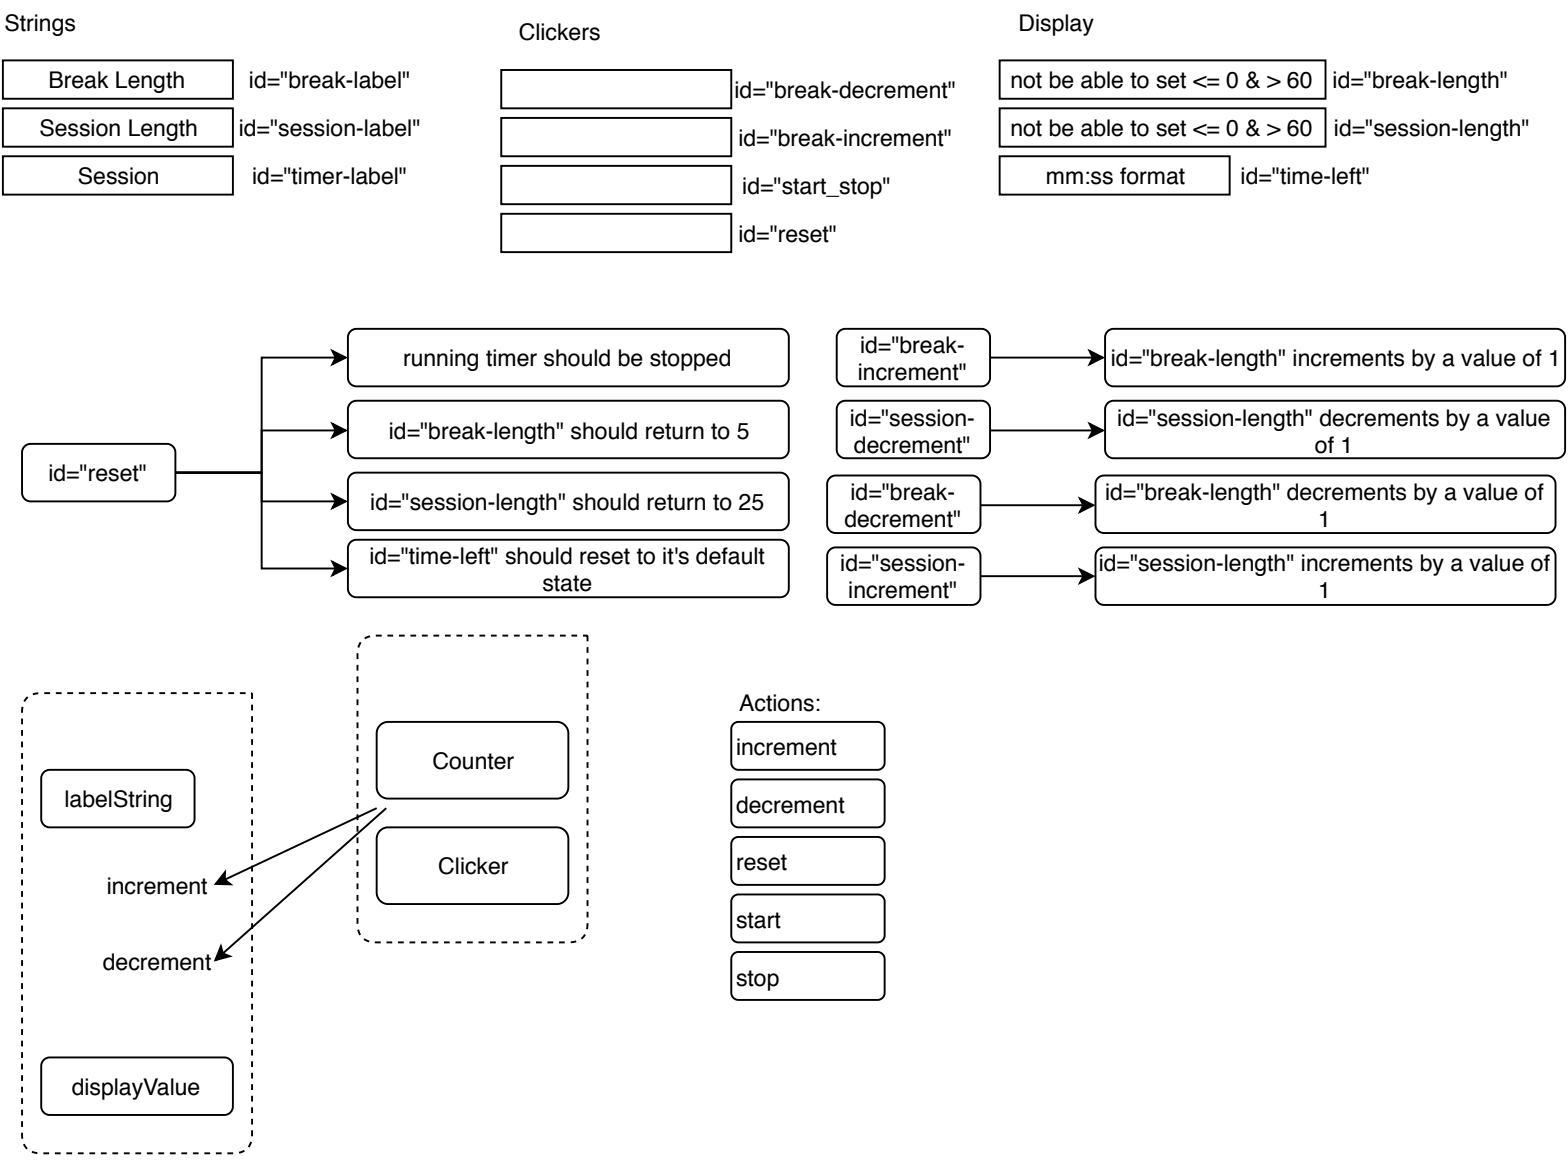 Strings
Break Length id="break-label"
Session Length id="session-label"
Session id="timer-label"
Clickers
id="break-decrement"
id="break-increment"
id="start_stop"
id="reset"
Display
not be able to set <= 0 & > 60 id="break-length"
not be able to set <= 0 & > 60 id="session-length"
mm:ss format id="time-left"
id="reset"
running timer should be stopped
id="break-length" should return to 5
id="session-length" should return to 25
id="time-left" should reset to it's default
state
id="break-
increment"
id="break-length" increments by a value of 1
id="session-
decrement"
id="session-length" decrements by a value
of 1
id="break-
decrement"
id="break-length" decrements by a value of
1
id="session-
increment"
id="session-length" increments by a value of
1
labelString
increment
decrement
displayValue
Counter
Clicker
Actions:
increment
decrement
reset
start
stop